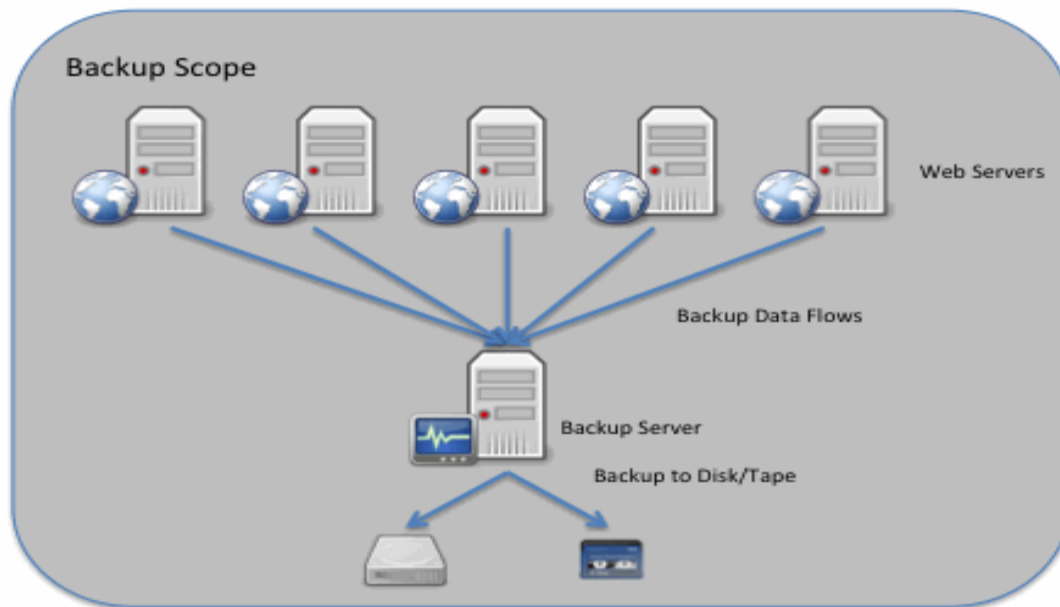 Backup Scope
Web Servers
Backup Data Flows
Backup Server
Backup to Disk/Tape